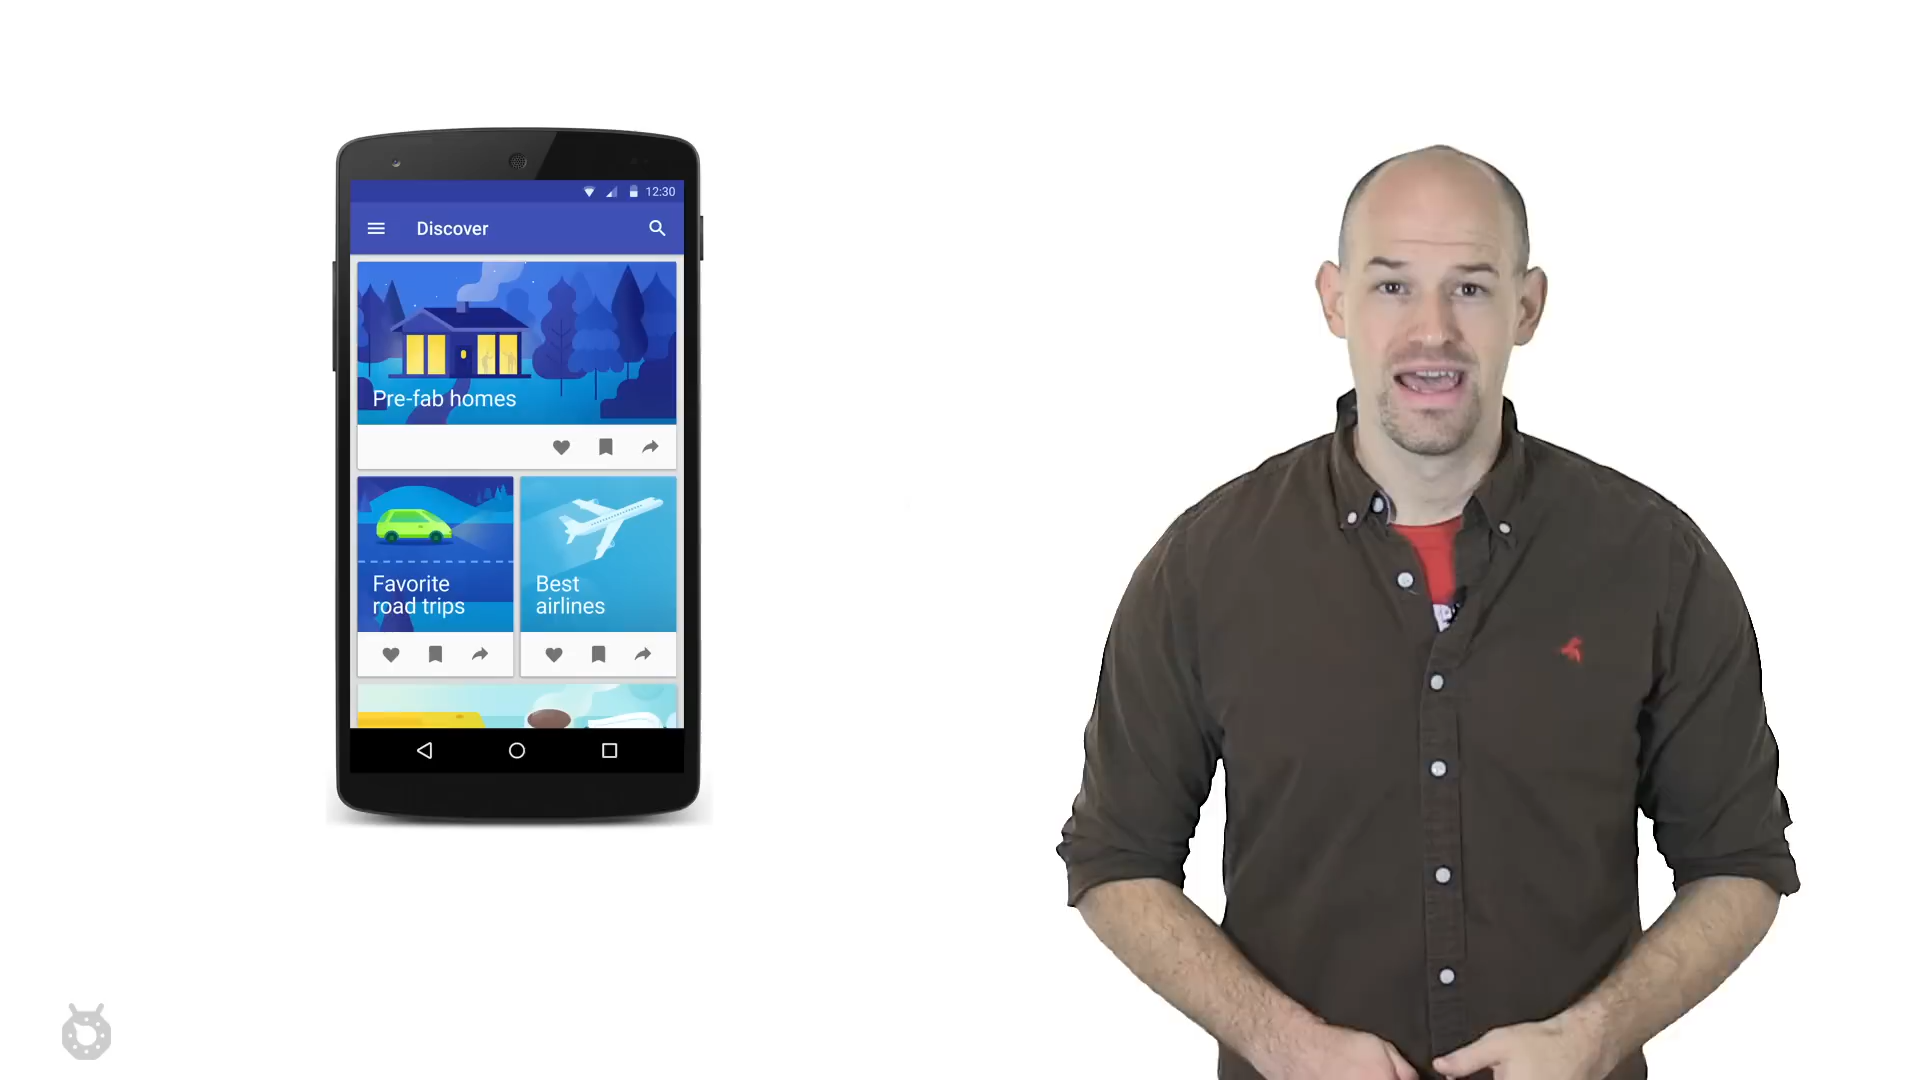 12:30
Discover
Pre-fab homes
Favorite
road trips
Best
airlines